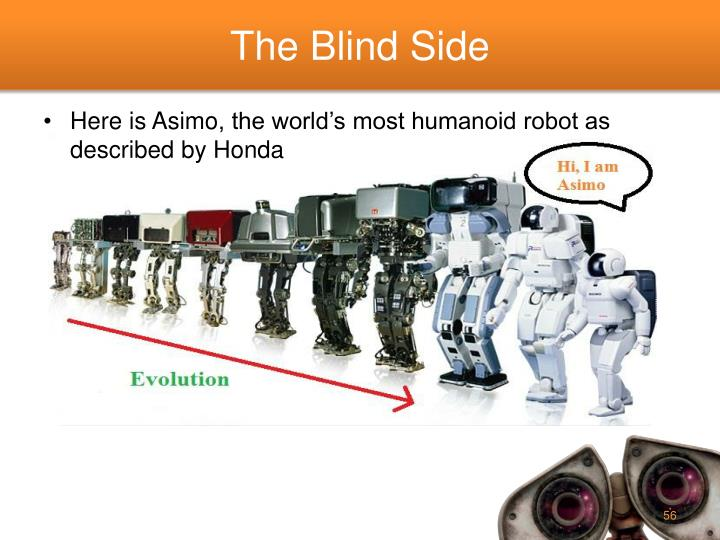 The Blind Side
• Here is Asimo, the world's most humanoid robot as
described by Honda
Hi, I am
Asimo
Evolution
56